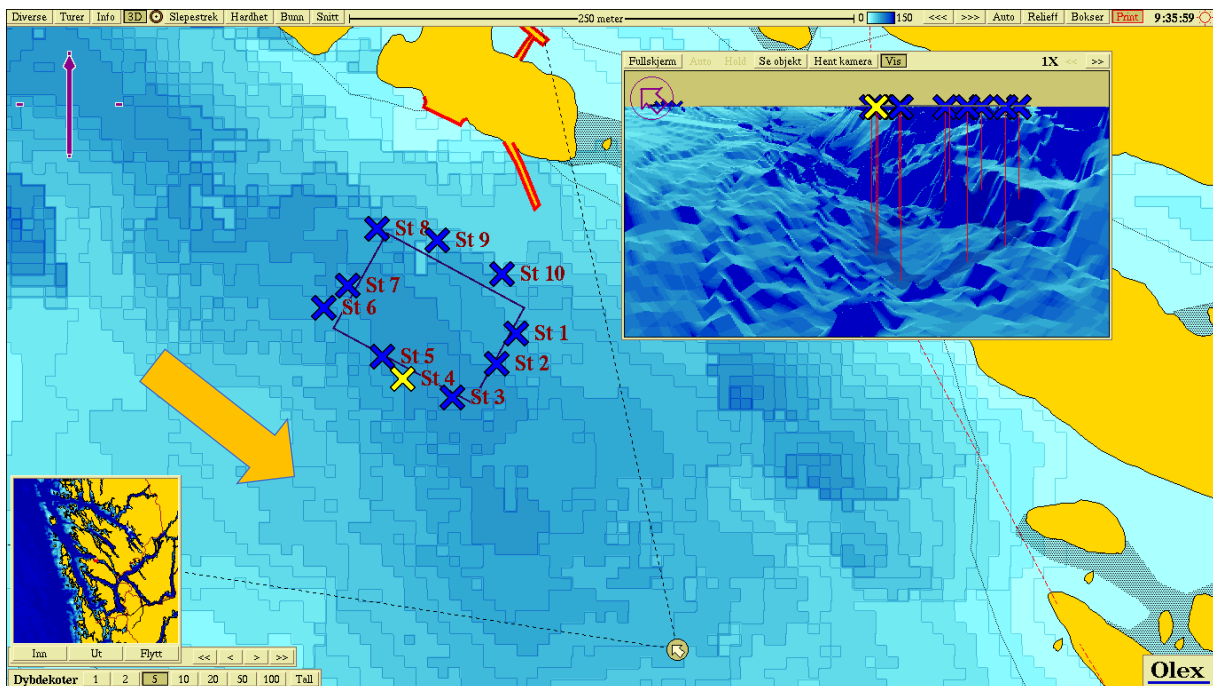 Diverse Turer Info 3D Slepestrek Hardhet Bunn Snitt 250 meter 0 150 <<< >>> Auto Relieff Bokser Print 9:35:59
Fullskjerm Auto Hold Se objekt Hent kamera Vis 1X << >>
St 8
St 9
St 10
St 7
St 6
St 1
St 5
St 2
St 4
St 3
Inn Ut Flytt << < > >>
Dybdekoter 1 2 5 10 20 50 100 Tall
Olex